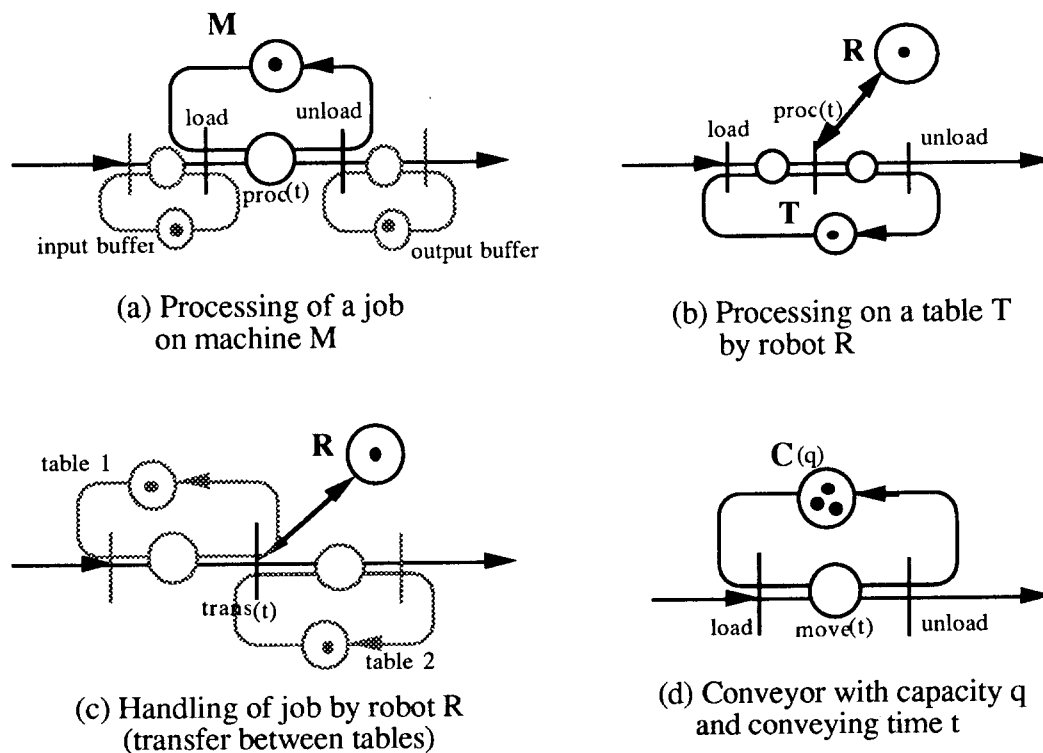 M
load
unload
proc(t)
input buffer
output buffer
(a) Processing of a job
on machine M
R
proc(t)
load
unload
T
(b) Processing on a table T
by robot R
table 1
R
trans(t)
table 2
(c) Handling of job by robot R
(transfer between tables)
C(q)
load
move(t)
unload
(d) Conveyor with capacity q
and conveying time t